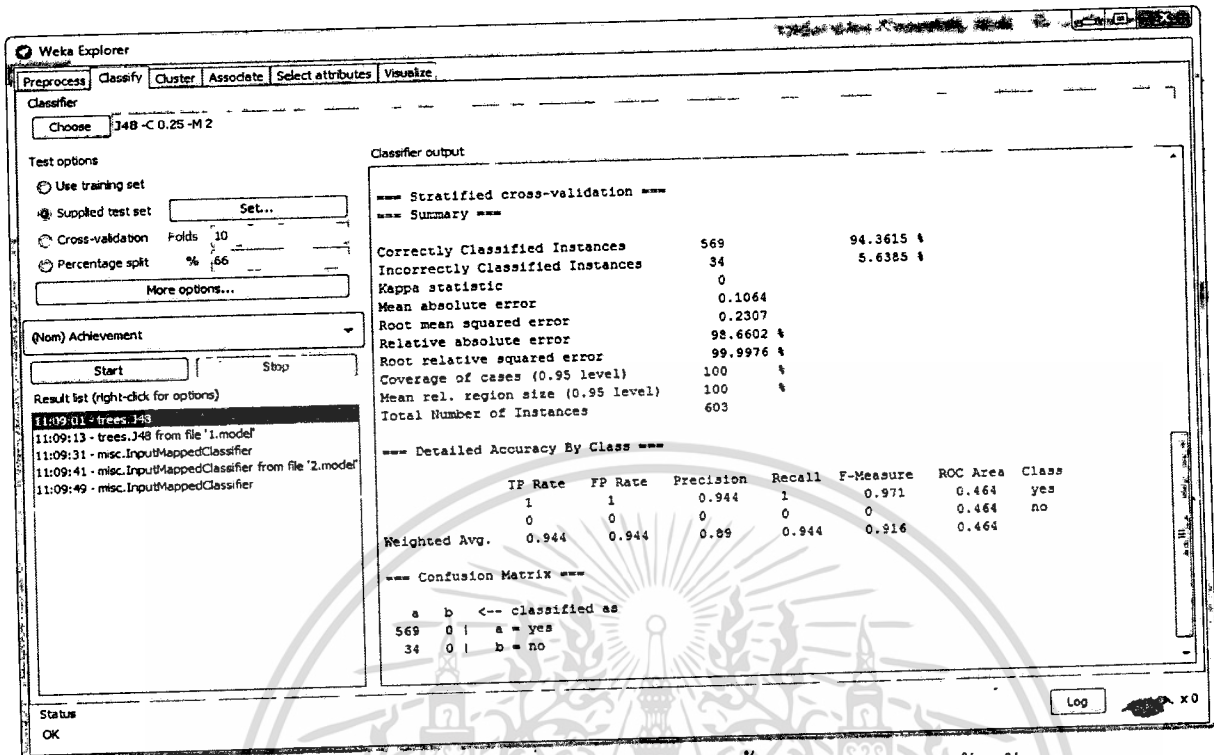 Weka Explorer
Preprocess Classify Cluster Associate Select attributes Visualize
Classifier
Choose J48 -C 0.25 -M 2
Test options
Use training set
Supplied test set Set...
Cross-validation Folds 10
Percentage split % 66
More options...
(Nom) Achievement
Start Stop
Result list (right-click for options)
11:09:01 - trees.J48
11:09:13 - trees.J48 from file '1.model'
11:09:31 - misc.InputMappedClassifier
11:09:41 - misc.InputMappedClassifier from file '2.model'
11:09:49 - misc.InputMappedClassifier
Classifier output
=== Stratified cross-validation ===
=== Summary ===
Correctly Classified Instances 569 94.3615 %
Incorrectly Classified Instances 34 5.6385 %
Kappa statistic 0
Mean absolute error 0.1064
Root mean squared error 0.2307
Relative absolute error 98.6602 %
Root relative squared error 99.9976 %
Coverage of cases (0.95 level) 100 %
Mean rel. region size (0.95 level) 100 %
Total Number of Instances 603
=== Detailed Accuracy By Class ===
TP Rate FP Rate Precision Recall F-Measure ROC Area Class
1 1 0.944 1 0.971 0.464 yes
0 0 0 0 0 0.464 no
Weighted Avg. 0.944 0.944 0.89 0.944 0.916 0.464
=== Confusion Matrix ===
a b <-- classified as
569 0 | a = yes
34 0 | b = no
Status
OK
Log
x 0